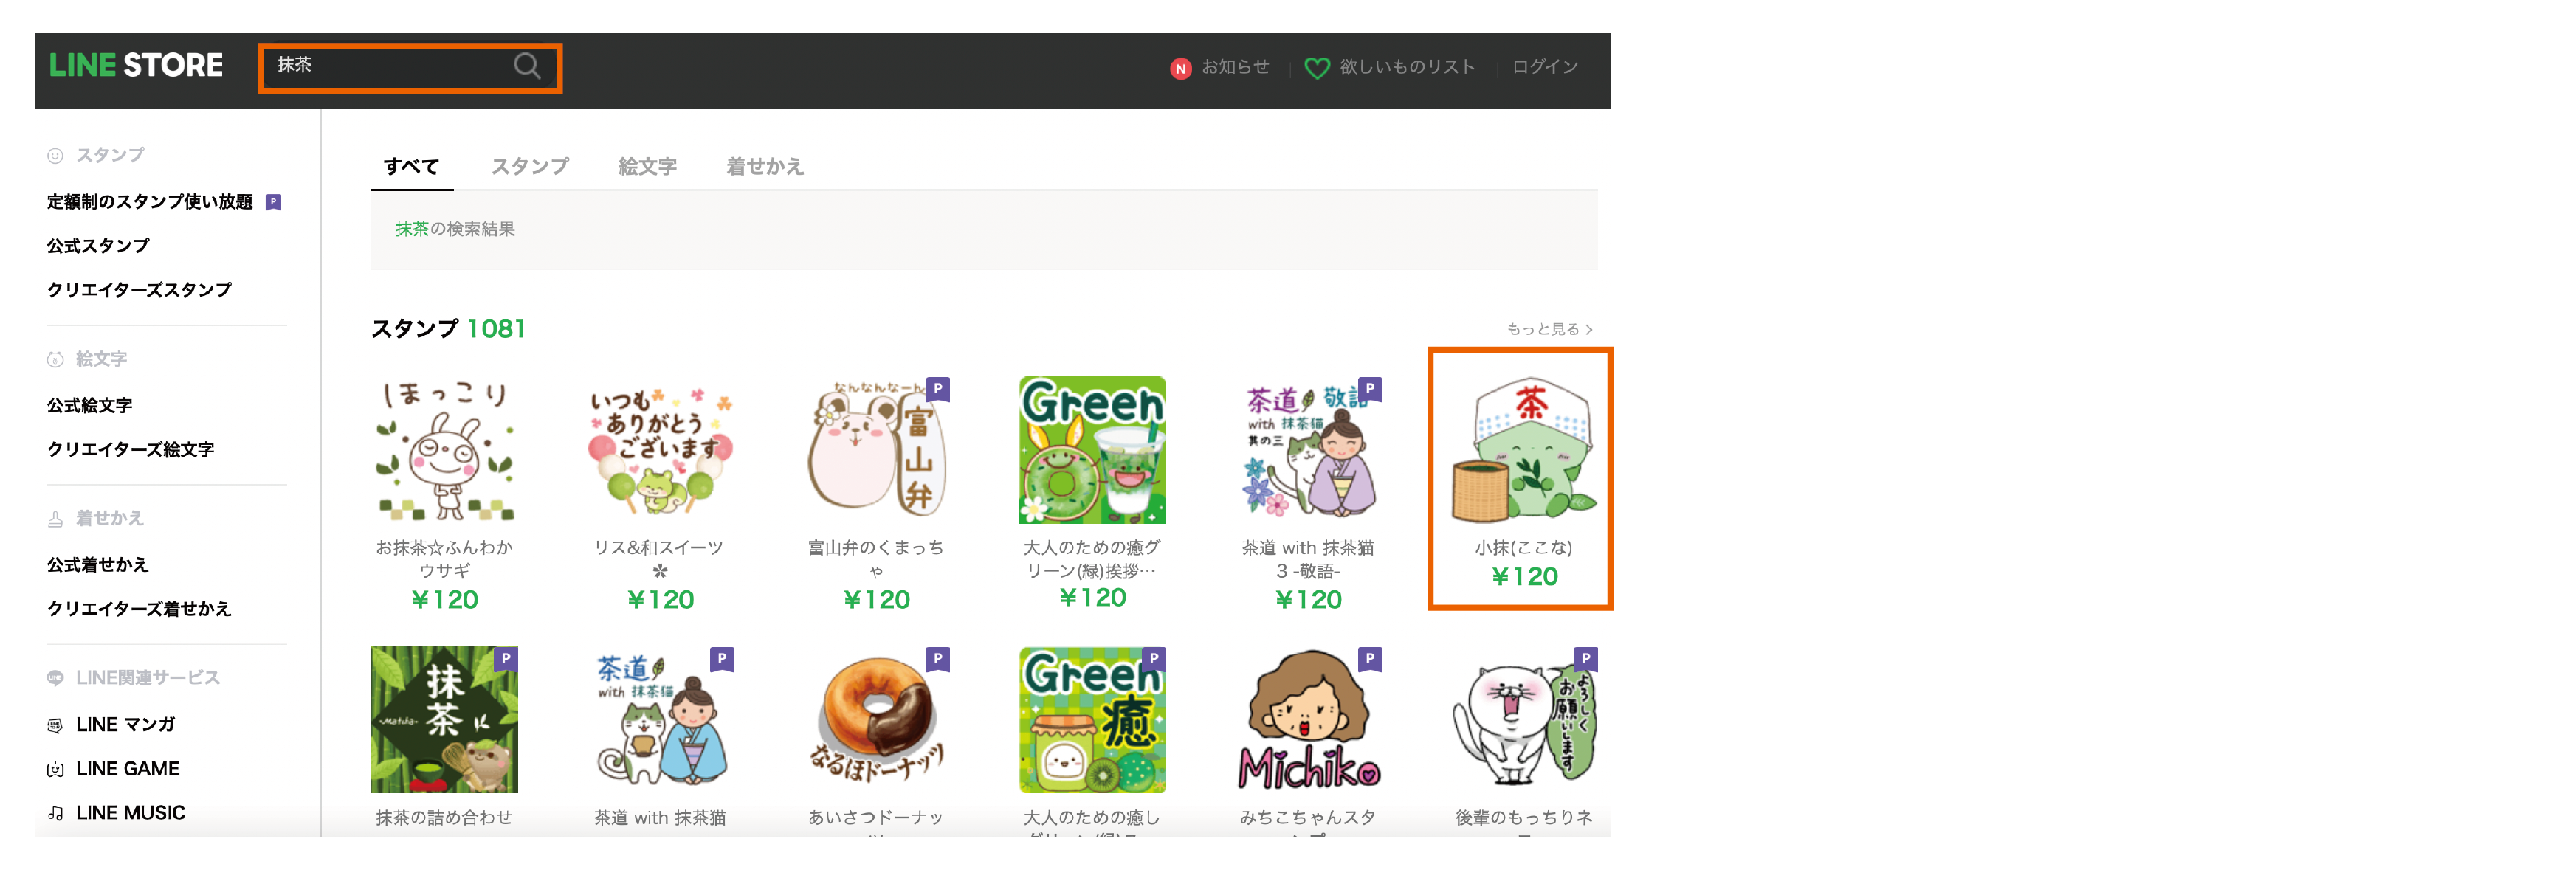 LINE STORE
抹茶
N お知らせ
欲しいものリスト
ログイン
スタンプ
定額制のスタンプ使い放題 P
公式スタンプ
クリエイターズスタンプ
絵文字
公式絵文字
クリエイターズ絵文字
着せかえ
公式着せかえ
クリエイターズ着せかえ
LINE関連サービス
LINE マンガ
LINE GAME
LINE MUSIC
すべて
スタンプ
絵文字
着せかえ
抹茶の検索結果
スタンプ 1081
もっと見る
ほっこり
お抹茶☆ふんわか
ウサギ
¥120
いつも
ありがとう
ございます
リス&和スイーツ
✼
¥120
なんなんなーん
P
富山弁
富山弁のくまっち
ゃ
¥120
Green
大人のための癒グ
リーン(緑)挨拶…
¥120
茶道 敬語
P
with 抹茶猫
其の三
茶道 with 抹茶猫
3 -敬語-
¥120
茶
小抹(ここな)
¥120
P
抹茶
-Matcha-
に
抹茶の詰め合わせ
P
茶道
with 抹茶猫
茶道 with 抹茶猫
P
なるほドーナッツ
あいさつドーナッ
P
Green
癒
大人のための癒し
P
Michiko
みちこちゃんスタ
P
よろしく
お願いします
後輩のもっちりネ